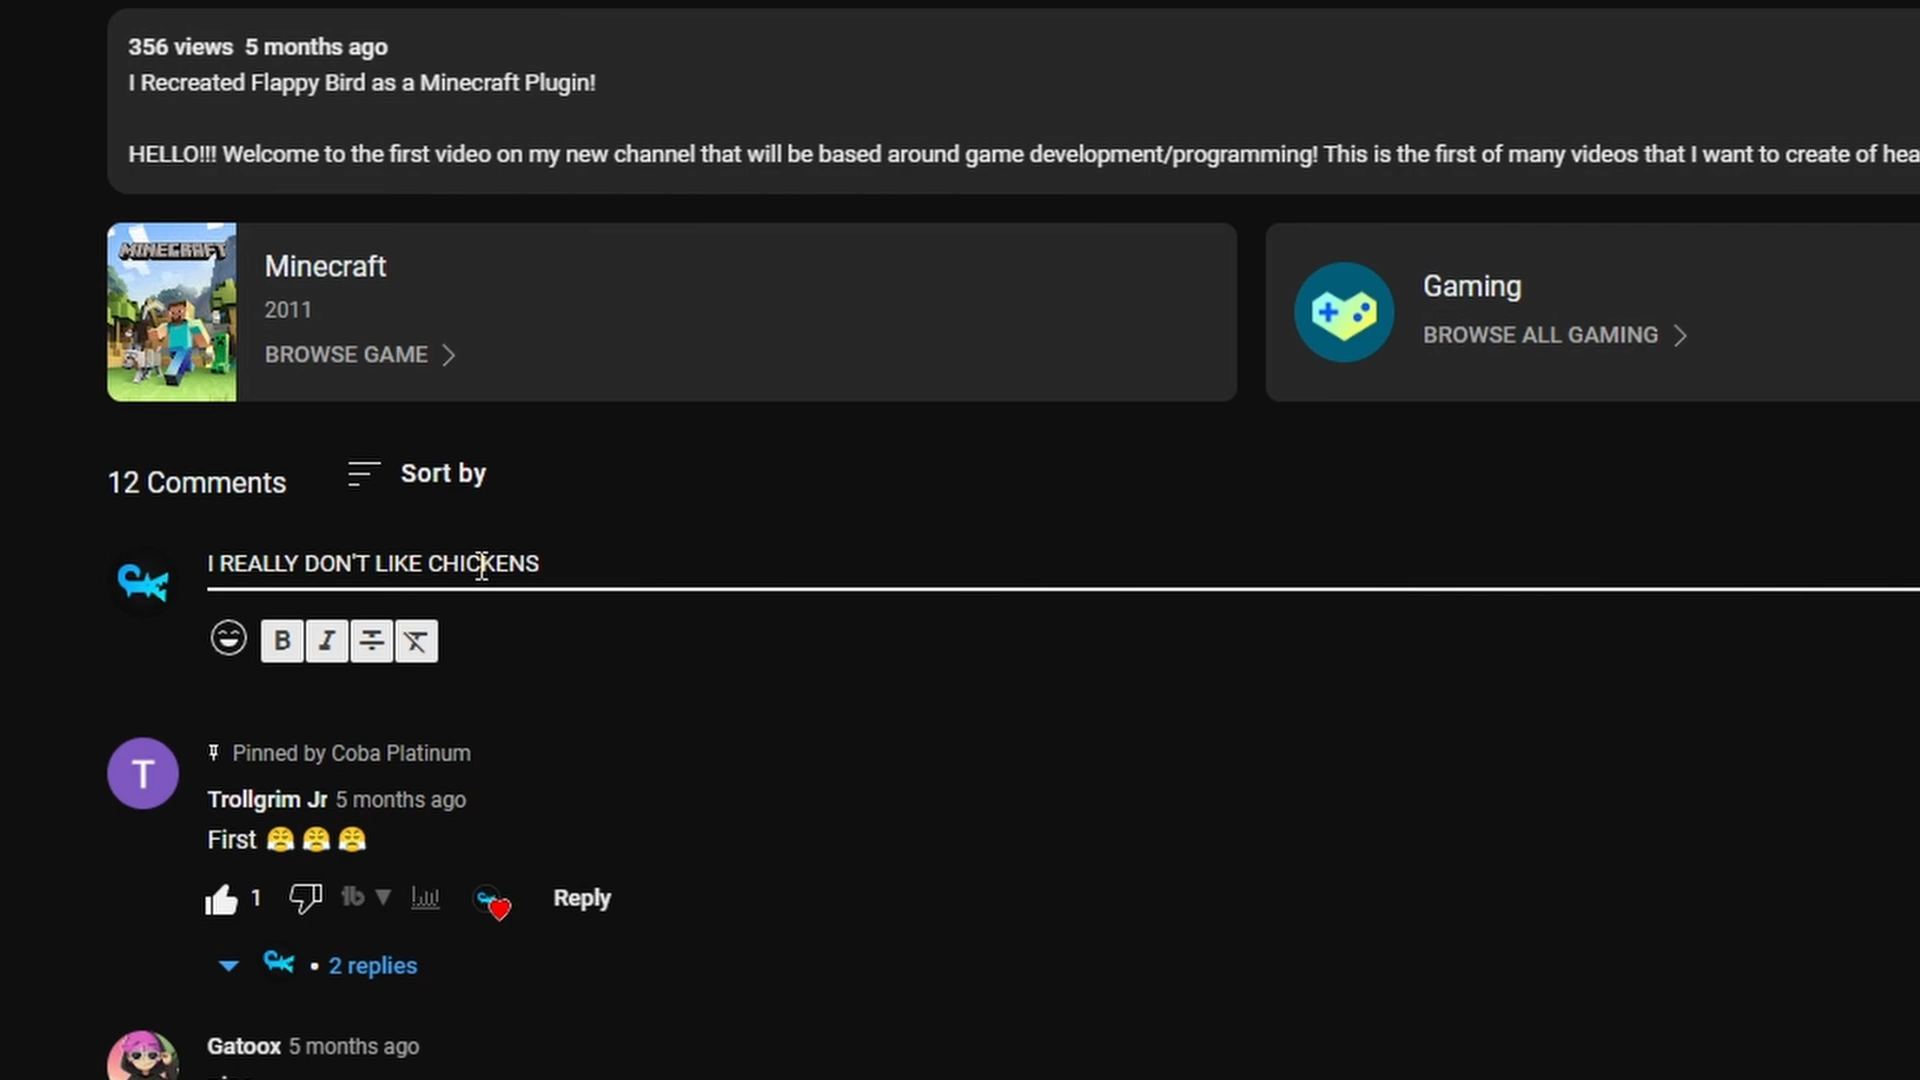 356 views 5 months ago
I Recreated Flappy Bird as a Minecraft Plugin!
HELLO!!! Welcome to the first video on my new channel that will be based around game development/programming! This is the first of many videos that I want to create of hea
MINECRAFT
Minecraft
2011
BROWSE GAME
Gaming
BROWSE ALL GAMING
12 Comments
Sort by
I REALLY DON'T LIKE CHICKENS
B I T T
T
Pinned by Coba Platinum
Trollgrim Jr 5 months ago
First 😤😤😤
1
Reply
• 2 replies
Gatoox 5 months ago